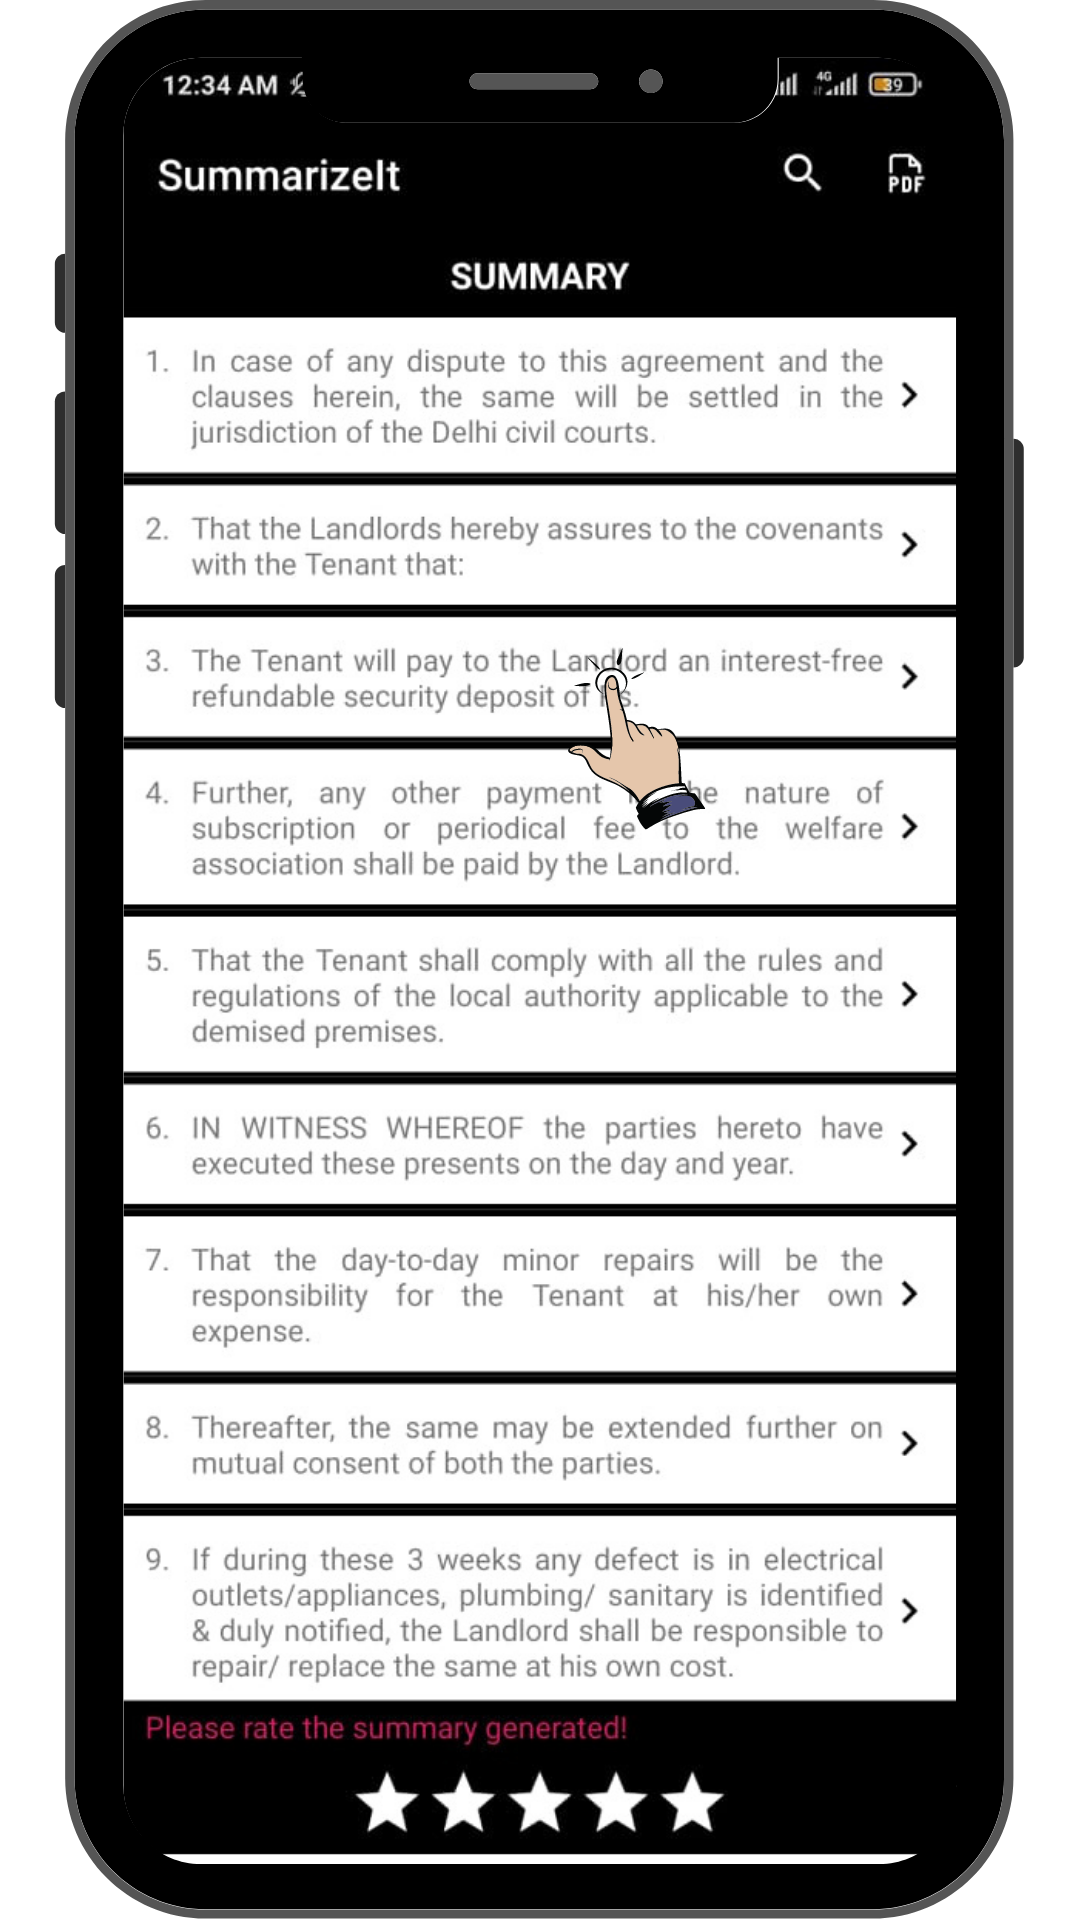 12:34 AM
4G
39
SummarizeIt
PDF
SUMMARY
1. In case of any dispute to this agreement and the
clauses herein, the same will be settled in the
jurisdiction of the Delhi civil courts.
2. That the Landlords hereby assures to the covenants
with the Tenant that:
3. The Tenant will pay to the Landlord an interest-free
refundable security deposit of
4. Further, any other payment nature of
subscription or periodical fee to the welfare
association shall be paid by the Landlord.
5. That the Tenant shall comply with all the rules and
regulations of the local authority applicable to the
demised premises.
6. IN WITNESS WHEREOF the parties hereto have
executed these presents on the day and year.
7. That the day-to-day minor repairs will be the
responsibility for the Tenant at his/her own
expense.
8. Thereafter, the same may be extended further on
mutual consent of both the parties.
9. If during these 3 weeks any defect is in electrical
outlets/appliances, plumbing/ sanitary is identified
& duly notified, the Landlord shall be responsible to
repair/ replace the same at his own cost.
Please rate the summary generated!